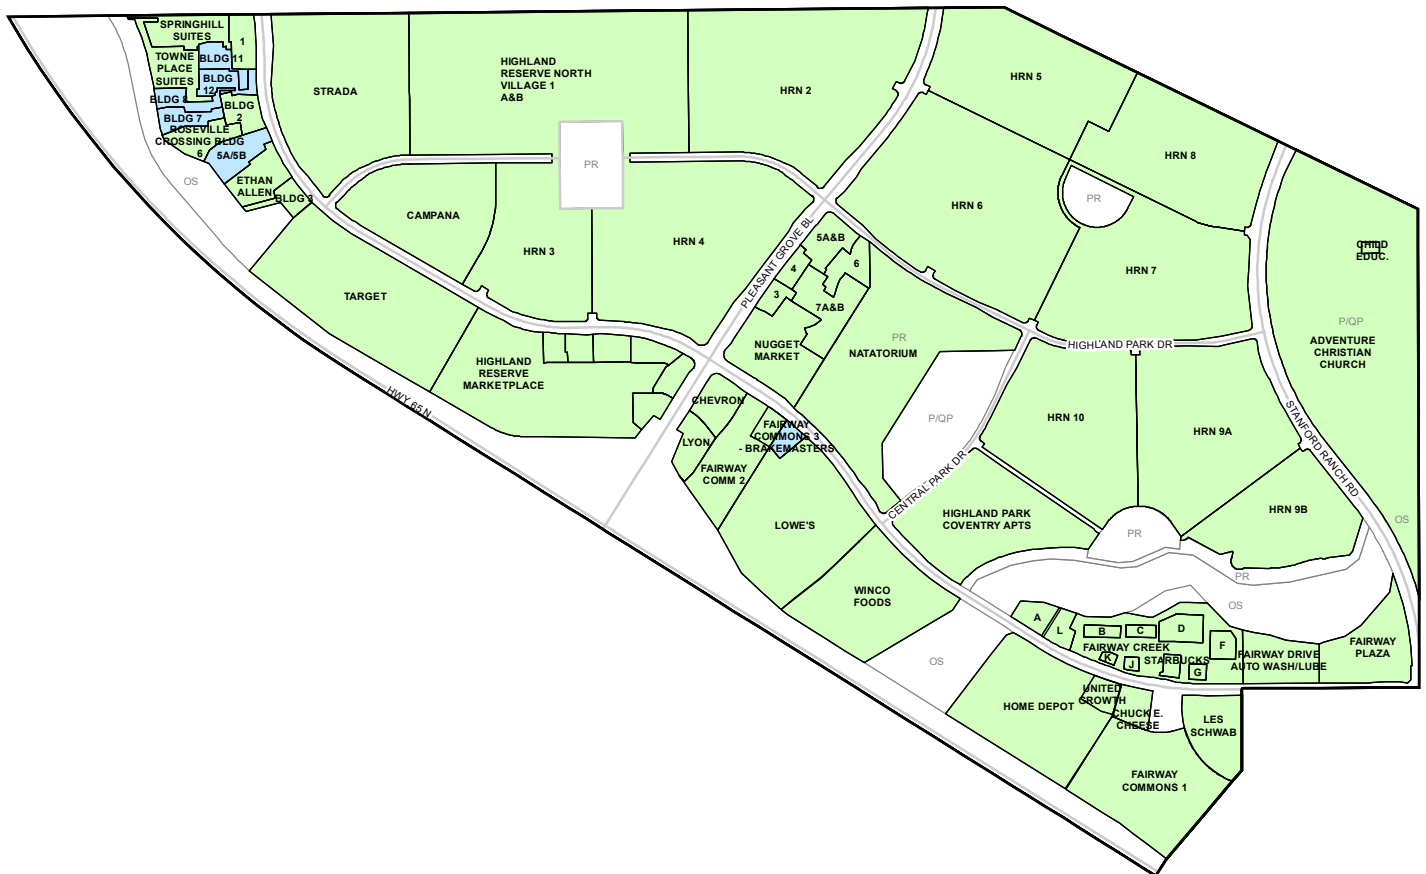 SPRINGHILL
SUITES
1
TOWNE
PLACE
SUITES
BLDG 11
BLDG
12
BLDG 8
BLDG
2
BLDG 7
ROSEVILLE
CROSSING BLDG
6
5A/5B
ETHAN
ALLEN
BLDG 3
OS
STRADA
HIGHLAND
RESERVE NORTH
VILLAGE 1
A&B
HRN 2
HRN 5
HRN 8
PR
PR
CAMPANA
HRN 3
HRN 4
HRN 6
HRN 7
CHILD
EDUC.
TARGET
PLEASANT GROVE BL
5A&B
4
6
3
7A&B
NUGGET
MARKET
PR
NATATORIUM
P/QP
ADVENTURE
CHRISTIAN
CHURCH
HIGHLAND PARK DR
HIGHLAND
RESERVE
MARKETPLACE
HWY 65 N
CHEVRON
LYON
FAIRWAY
COMMONS 3
- BRAKEMASTERS
FAIRWAY
COMM 2
P/QP
HRN 10
HRN 9A
STANFORD RANCH RD
CENTRAL PARK DR
LOWE'S
HIGHLAND PARK
COVENTRY APTS
HRN 9B
PR
OS
PR
OS
WINCO
FOODS
OS
A
L
B
C
D
F
FAIRWAY CREEK
K
J
STARBUCKS
G
FAIRWAY DRIVE
AUTO WASH/LUBE
FAIRWAY
PLAZA
HOME DEPOT
UNITED
GROWTH
CHUCK E.
CHEESE
LES
SCHWAB
FAIRWAY
COMMONS 1